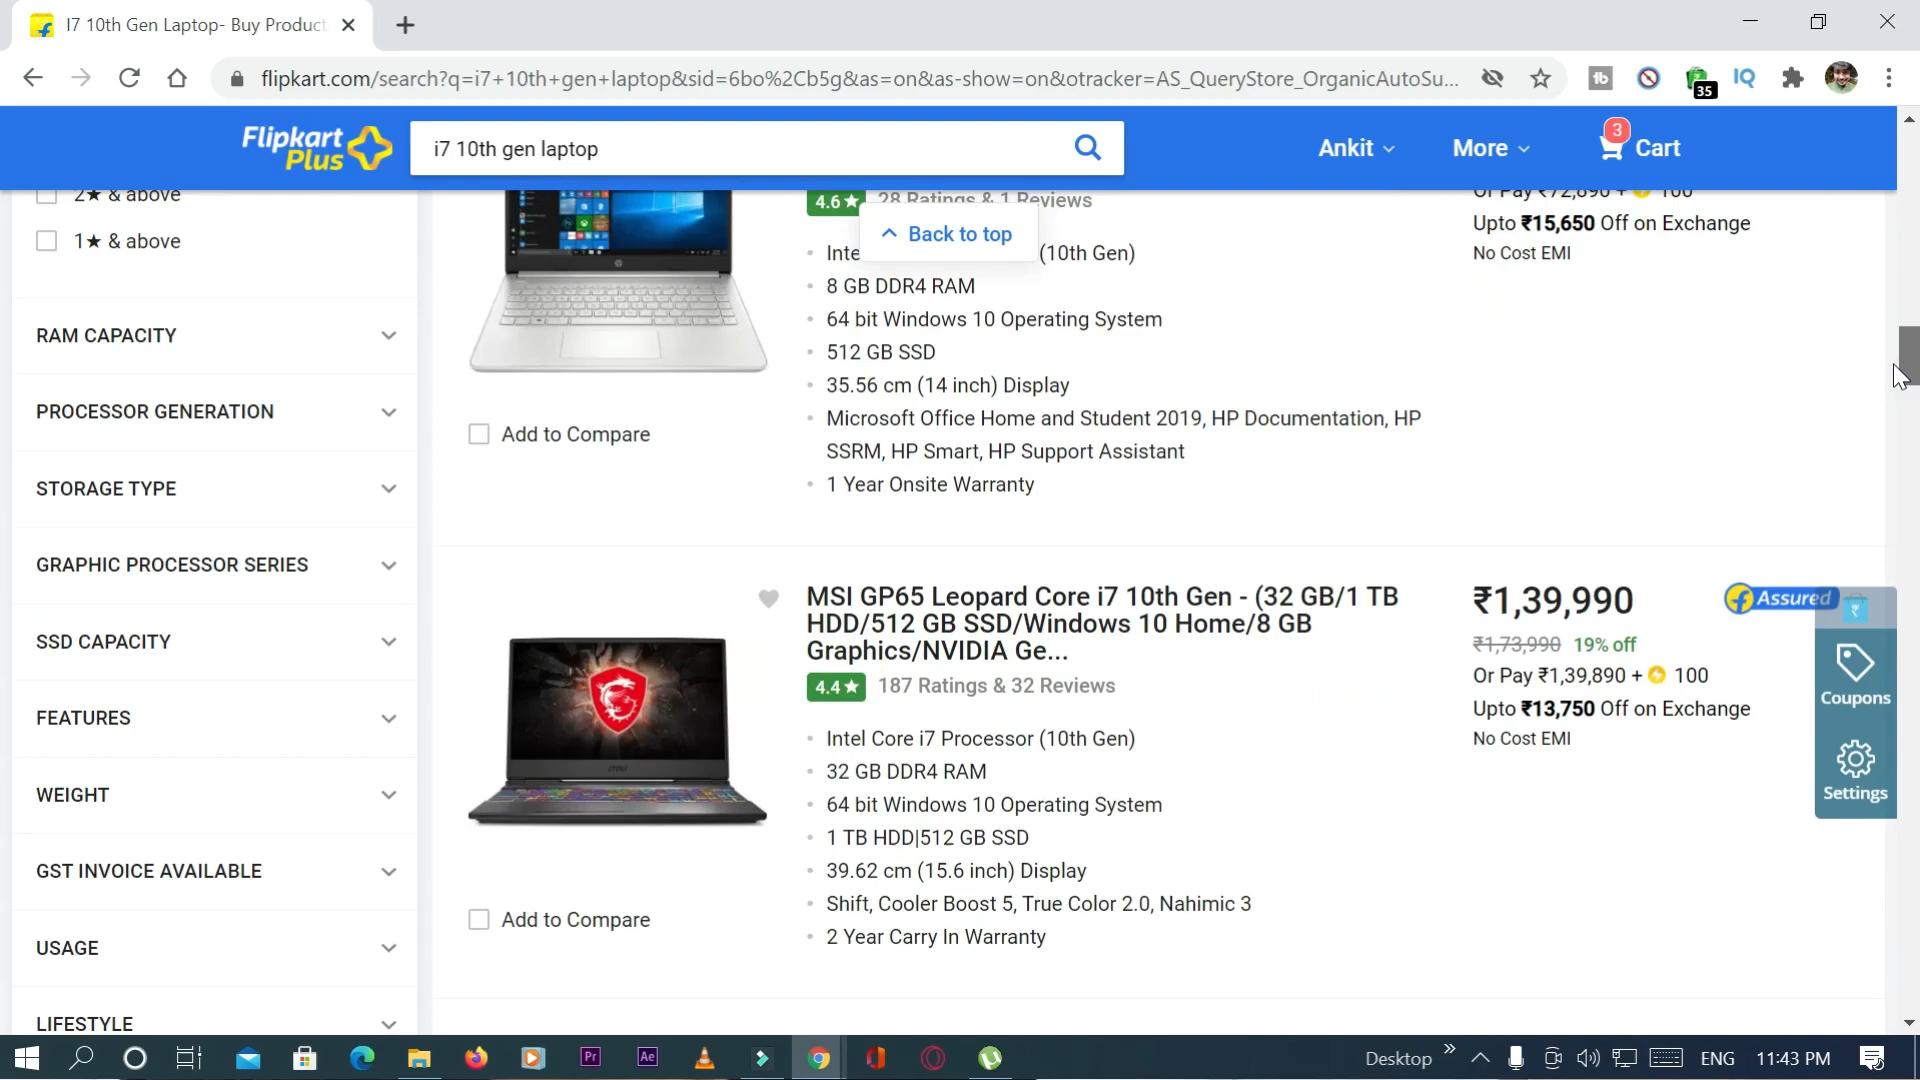 I7 10th Gen Laptop- Buy Product
flipkart.com/search?q=i7+10th+gen+laptop&sid=6bo%2Cb5g&as=on&as-show=on&otracker=AS_QueryStore_OrganicAutoSu...
tb
35
IQ
Flipkart
Plus
i7 10th gen laptop
Ankit
More
3
Cart
2★ & above
1★ & above
RAM CAPACITY
PROCESSOR GENERATION
STORAGE TYPE
GRAPHIC PROCESSOR SERIES
SSD CAPACITY
FEATURES
WEIGHT
GST INVOICE AVAILABLE
USAGE
LIFESTYLE
4.6★ 28 Ratings & 1 Reviews
Back to top
Inte (10th Gen)
8 GB DDR4 RAM
64 bit Windows 10 Operating System
512 GB SSD
35.56 cm (14 inch) Display
Microsoft Office Home and Student 2019, HP Documentation, HP
SSRM, HP Smart, HP Support Assistant
1 Year Onsite Warranty
Add to Compare
Or Pay ₹72,890 + 100
Upto ₹15,650 Off on Exchange
No Cost EMI
MSI GP65 Leopard Core i7 10th Gen - (32 GB/1 TB
HDD/512 GB SSD/Windows 10 Home/8 GB
Graphics/NVIDIA Ge...
4.4★ 187 Ratings & 32 Reviews
Intel Core i7 Processor (10th Gen)
32 GB DDR4 RAM
64 bit Windows 10 Operating System
1 TB HDD|512 GB SSD
39.62 cm (15.6 inch) Display
Shift, Cooler Boost 5, True Color 2.0, Nahimic 3
2 Year Carry In Warranty
Add to Compare
₹1,39,990
Assured
₹1,73,990 19% off
Or Pay ₹1,39,890 + 100
Upto ₹13,750 Off on Exchange
No Cost EMI
₹
Coupons
Settings
Pr
Ae
Desktop
ENG
11:43 PM